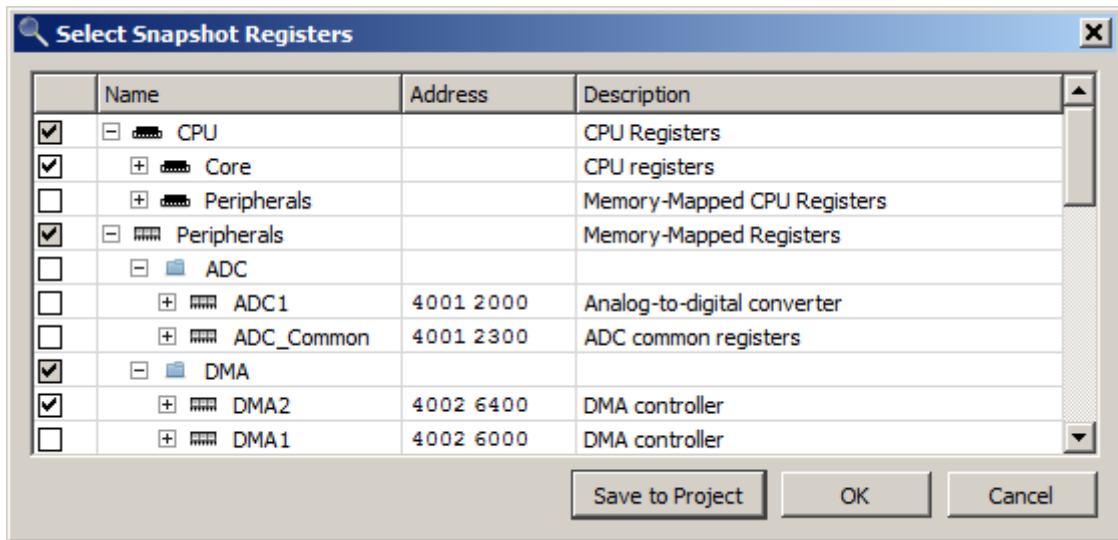 Select Snapshot Registers
Name Address Description
CPU CPU Registers
Core CPU registers
Peripherals Memory-Mapped CPU Registers
Peripherals Memory-Mapped Registers
ADC
ADC1 4001 2000 Analog-to-digital converter
ADC_Common 4001 2300 ADC common registers
DMA
DMA2 4002 6400 DMA controller
DMA1 4002 6000 DMA controller
Save to Project OK Cancel